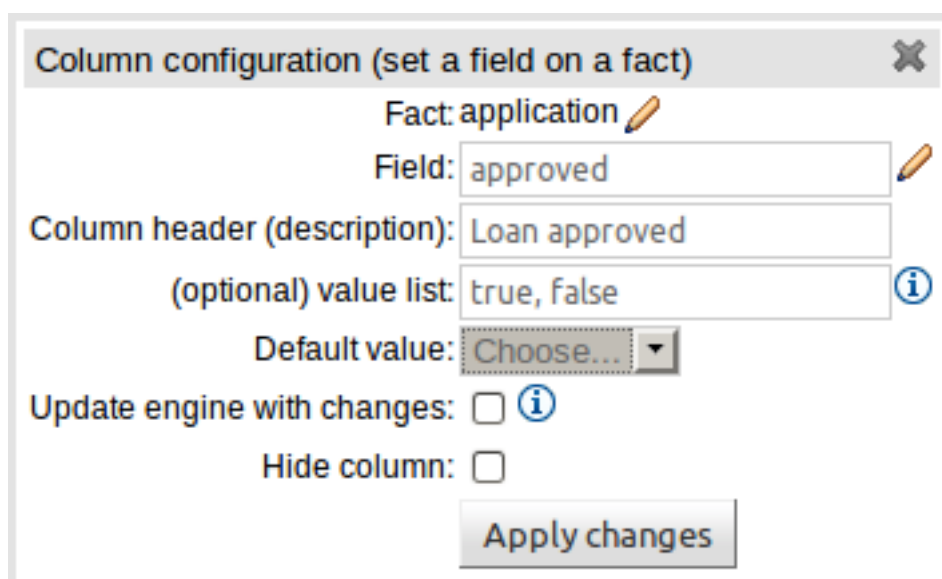 Column configuration (set a field on a fact)
Fact: application
Field: approved
Column header (description): Loan approved
(optional) value list: true, false
Default value: Choose...
Update engine with changes:
Hide column:
Apply changes